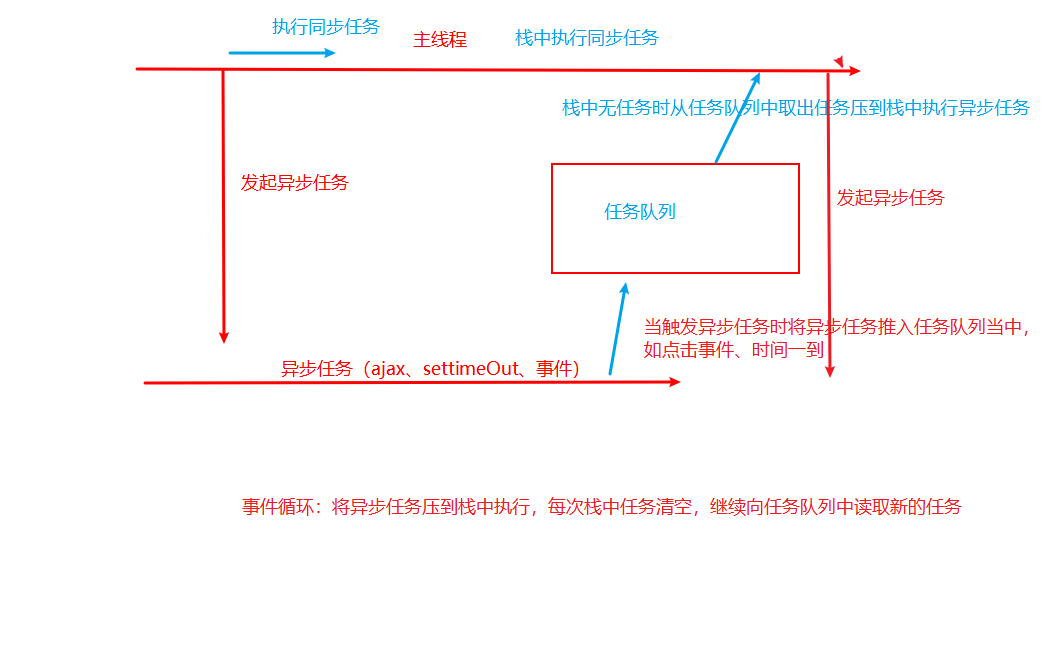 执行同步任务
主线程
栈中执行同步任务
栈中无任务时从任务队列中取出任务压到栈中执行异步任务
发起异步任务
发起异步任务
任务队列
当触发异步任务时将异步任务推入任务队列当中，
如点击事件、时间一到
异步任务（ajax、settimeOut、事件）
事件循环：将异步任务压到栈中执行，每次栈中任务清空，继续向任务队列中读取新的任务